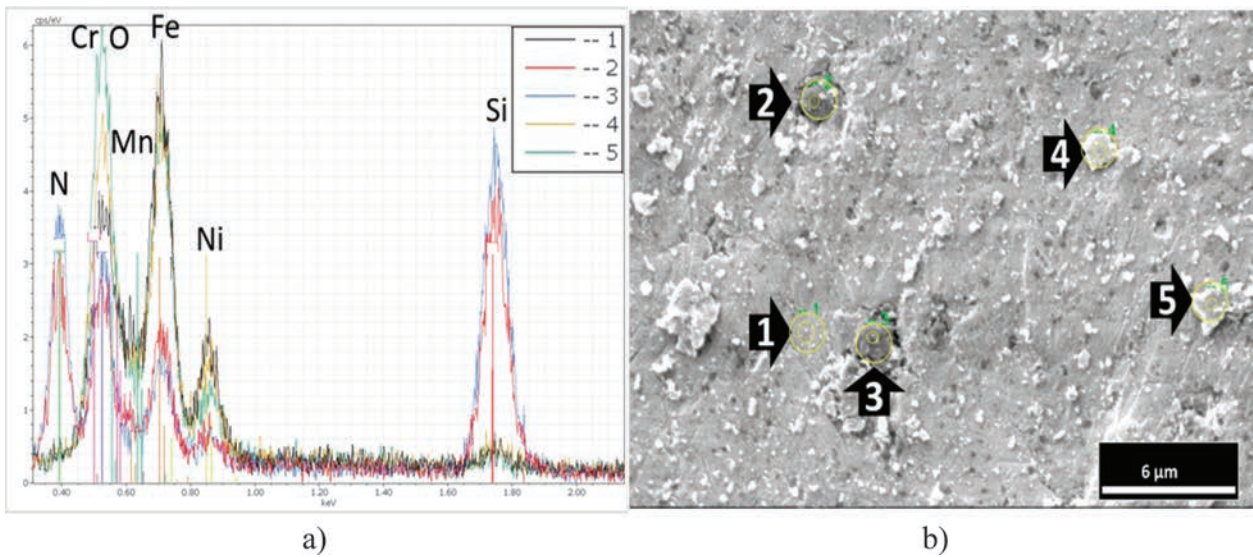 cps/eV
6
5
4
3
2
1
0
N
Cr O
Mn
Fe
Ni
Si
-- 1
-- 2
-- 3
-- 4
-- 5
0.40 0.60 0.80 1.00 1.20 1.40 1.60 1.80 2.00
keV
a)
2
4
5
1
3
6 μm
b)